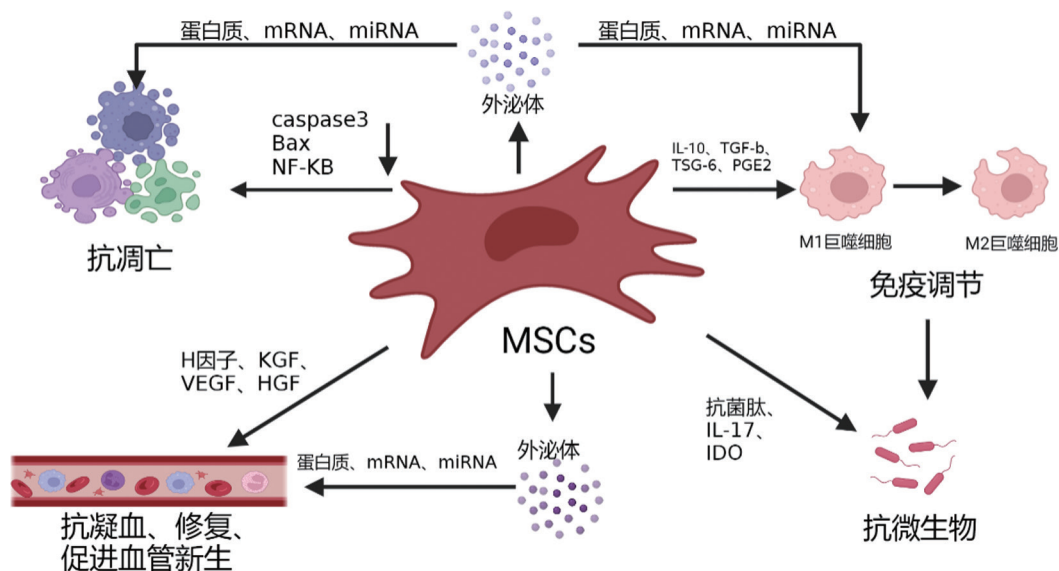 蛋白质、mRNA、miRNA
蛋白质、mRNA、miRNA
外泌体
caspase3
Bax
NF-KB
IL-10、TGF-b、
TSG-6、PGE2
抗凋亡
M1巨噬细胞
M2巨噬细胞
免疫调节
MSCs
H因子、KGF、
VEGF、HGF
抗菌肽、
IL-17、
IDO
外泌体
蛋白质、mRNA、miRNA
抗凝血、修复、
促进血管新生
抗微生物